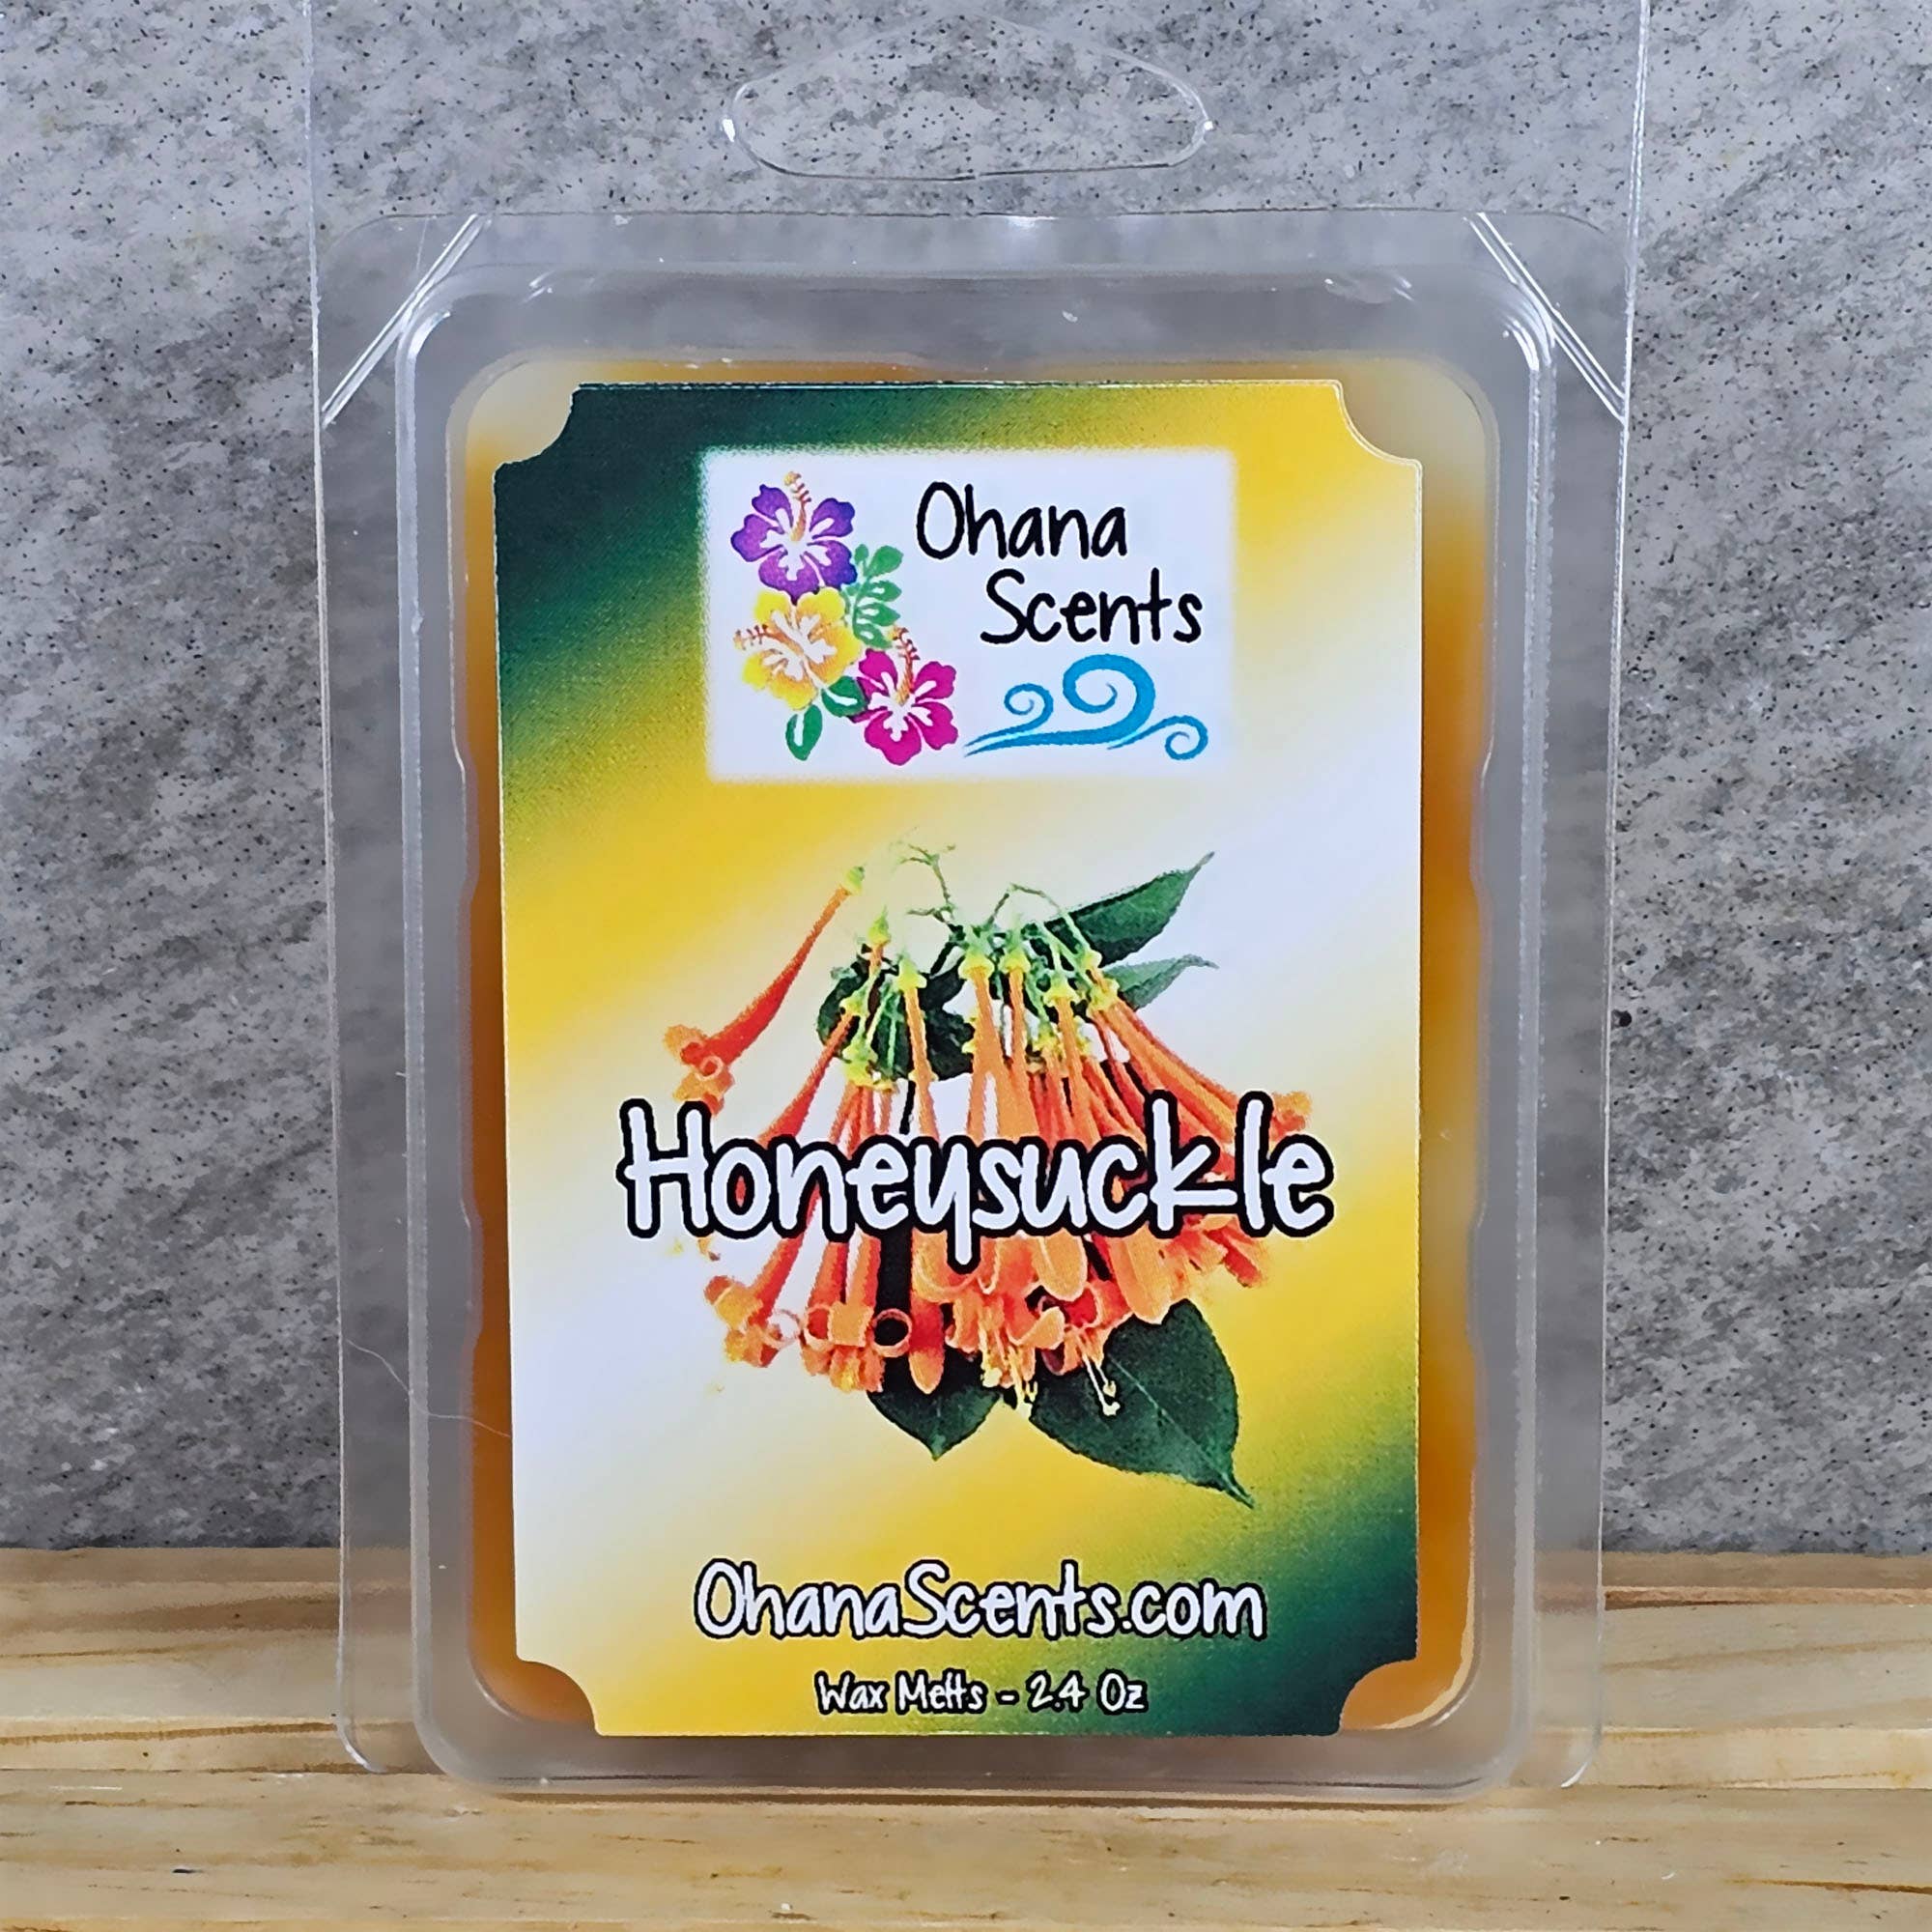 Ohana
Scents
Honeysuckle
OhanaScents.com
Wax Melts - 2.4 Oz